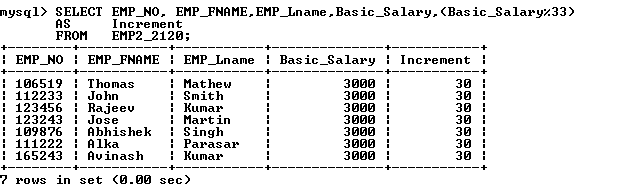 mysql> SELECT EMP_NO, EMP_FNAME,EMP_Lname,Basic_Salary,(Basic_Salary%33)
AS Increment
FROM EMP2_2120;
| EMP_NO | EMP_FNAME | EMP_Lname | Basic_Salary | Increment |
| 106519 | Thomas | Mathew | 3000 | 30 |
| 112233 | John | Smith | 3000 | 30 |
| 123456 | Rajeev | Kumar | 3000 | 30 |
| 123243 | Jose | Martin | 3000 | 30 |
| 109876 | Abhishek | Singh | 3000 | 30 |
| 111222 | Alka | Parasar | 3000 | 30 |
| 165243 | Avinash | Kumar | 3000 | 30 |
7 rows in set (0.00 sec)